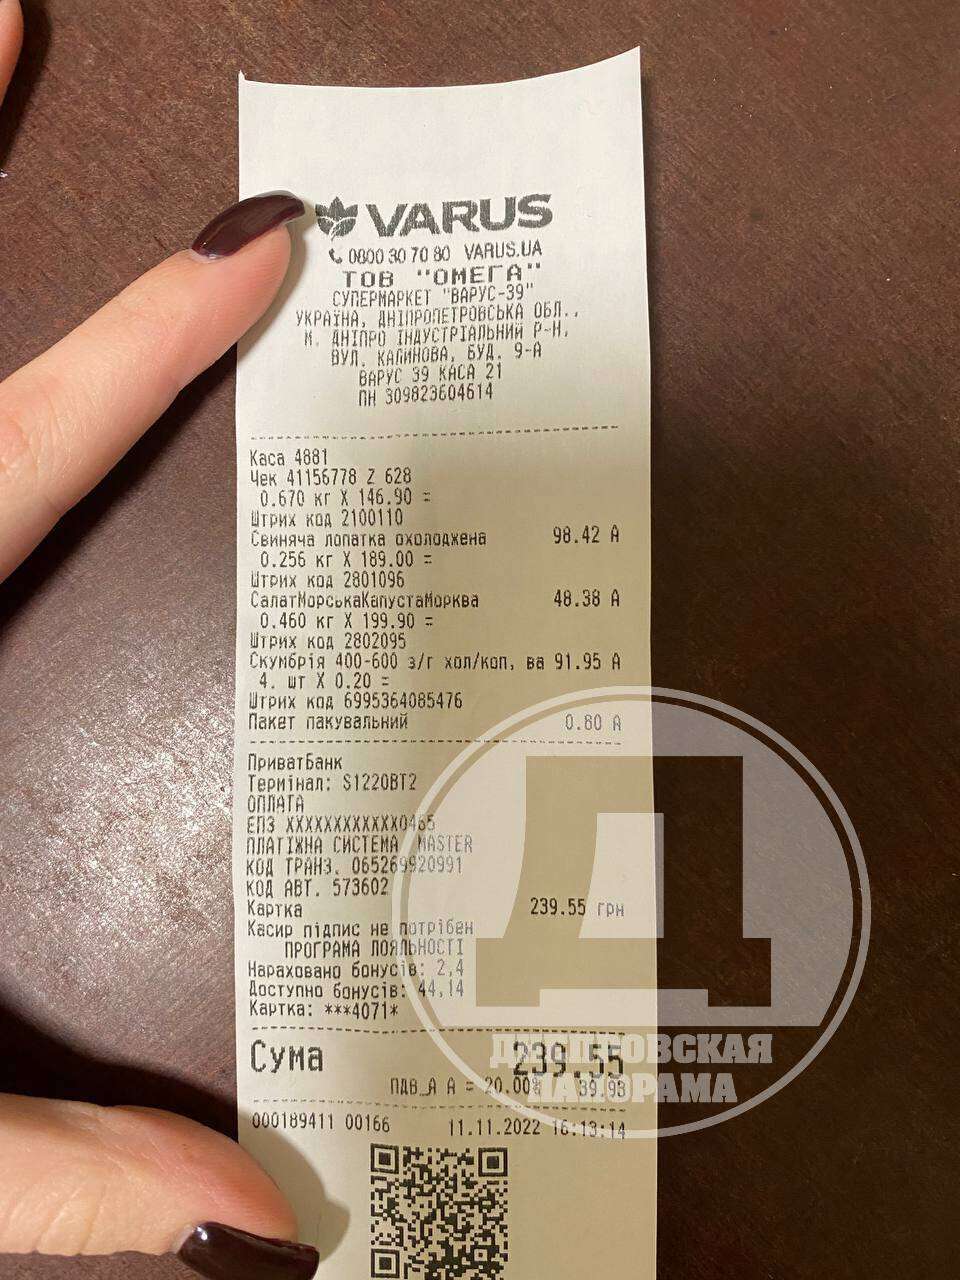 VARUS
0800 30 70 80 VARUS.UA
ТОВ "ОМЕГА"
СУПЕРМАРКЕТ "ВАРУС-39"
УКРАЇНА, ДНІПРОПЕТРОВСЬКА ОБЛ.,
М. ДНІПРО ІНДУСТРІАЛЬНИЙ Р-Н,
ВУЛ. КАЛИНОВА, БУД. 9-А
ВАРУС 39 КАСА 21
ПН 309823604614
Каса 4881
Чек 41156778 Z 628
0.670 кг X 146.90 =
Штрих код 2100110
Свиняча лопатка охолоджена 98.42 А
0.256 кг X 189.00 =
Штрих код 2801096
СалатМорськаКапустаМорква 48.38 А
0.460 кг X 199.90 =
Штрих код 2802095
Скумбрія 400-600 з/г хол/коп, ва 91.95 А
4. шт X 0.20 =
Штрих код 6995364085476
Пакет пакувальний 0.80 А
ПриватБанк
Термінал: S1220BT2
ОПЛАТА
ЕПЗ XXXXXXXXXXXX0465
ПЛАТІЖНА СИСТЕМА MASTER
КОД ТРАНЗ. 065269920991
КОД АВТ. 573602
Картка 239.55 грн
Касир підпис не потрібен
ПРОГРАМА ЛОЯЛЬНОСТІ
Нараховано бонусів: 2,4
Доступно бонусів: 44,14
Картка: ***4071*
Сума 239.55
ПДВ_А А = 20.00% 39.93
000189411 00166 11.11.2022 16:13:14
Д
ДНЕПРОВСКАЯ
ПАНОРАМА